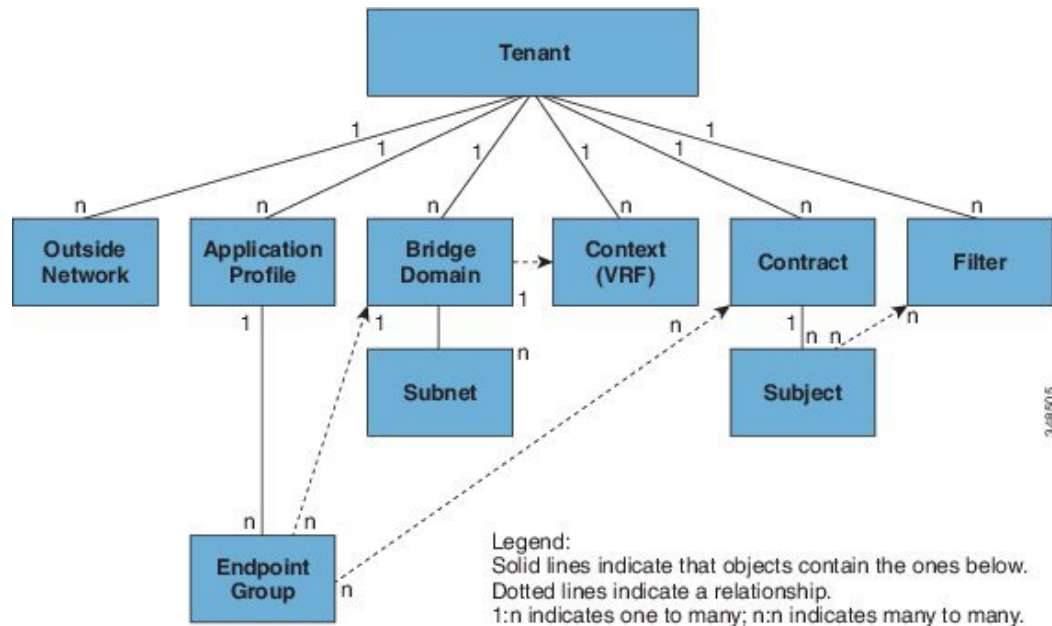 Tenant
1
1
1
1
1
1
n
n
n
n
n
n
Outside
Network
Application
Profile
Bridge
Domain
Context
(VRF)
Contract
Filter
1
1
1
n
1
n
n
n
n
Subnet
Subject
348505
n
n
Endpoint
Group
n
Legend:
Solid lines indicate that objects contain the ones below.
Dotted lines indicate a relationship.
1:n indicates one to many; n:n indicates many to many.